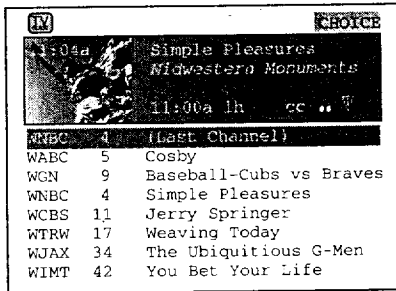 TV CHOICE
1:04a Simple Pleasures
Midwestern Monuments
11:00a 1h cc
WNBC 4 (Last Channel)
WABC 5 Cosby
WGN 9 Baseball-Cubs vs Braves
WNBC 4 Simple Pleasures
WCBS 11 Jerry Springer
WTRW 17 Weaving Today
WJAX 34 The Ubiquitious G-Men
WIMT 42 You Bet Your Life